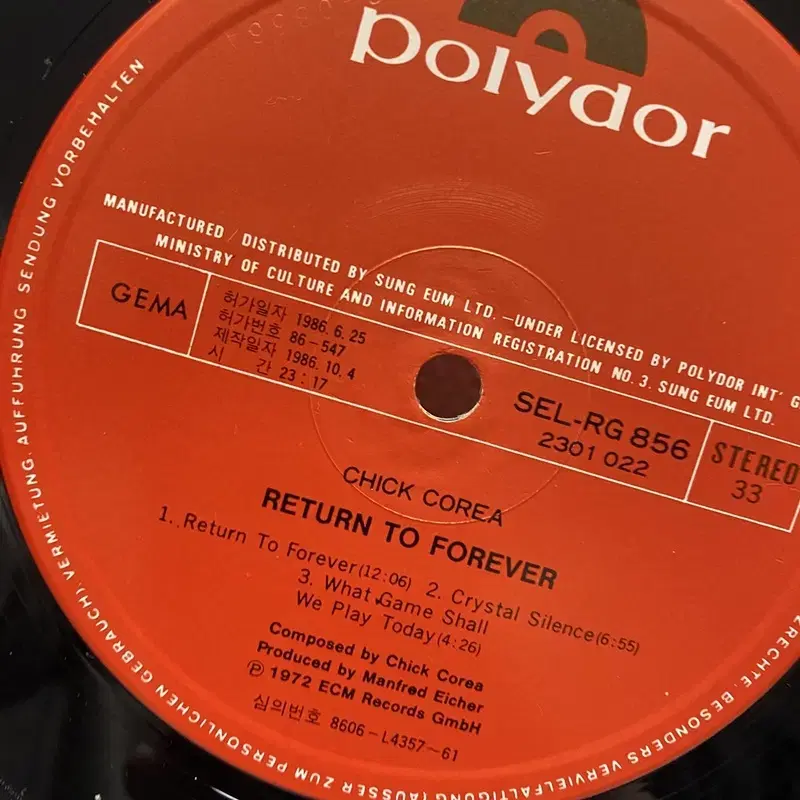 polydor
MANUFACTURED / DISTRIBUTED BY SUNG EUM LTD. –UNDER LICENSED BY POLYDOR INT' G
MINISTRY OF CULTURE AND INFORMATION REGISTRATION NO. 3. SUNG EUM LTD.
GEMA
허가일자 1986. 6. 25
허가번호 86-547
제작일자 1986. 10. 4
시 간 23 : 17
SEL-RG 856
2301 022
STEREO
33
CHICK COREA
RETURN TO FOREVER
1. Return To Forever(12:06) 2. Crystal Silence(6:55)
3. What Game Shall
We Play Today(4:26)
Composed by Chick Corea
Produced by Manfred Eicher
Ⓟ 1972 ECM Records GmbH
심의번호 8606-L4357-61
RECHTE. BESONDERS VERVIELFÄLTIGUNG (AUSSER ZUM PERSÖNLICHEN GEBRAUCH), VERMIETUNG. AUFFÜHRUNG SENDUNG VORBEHALTEN